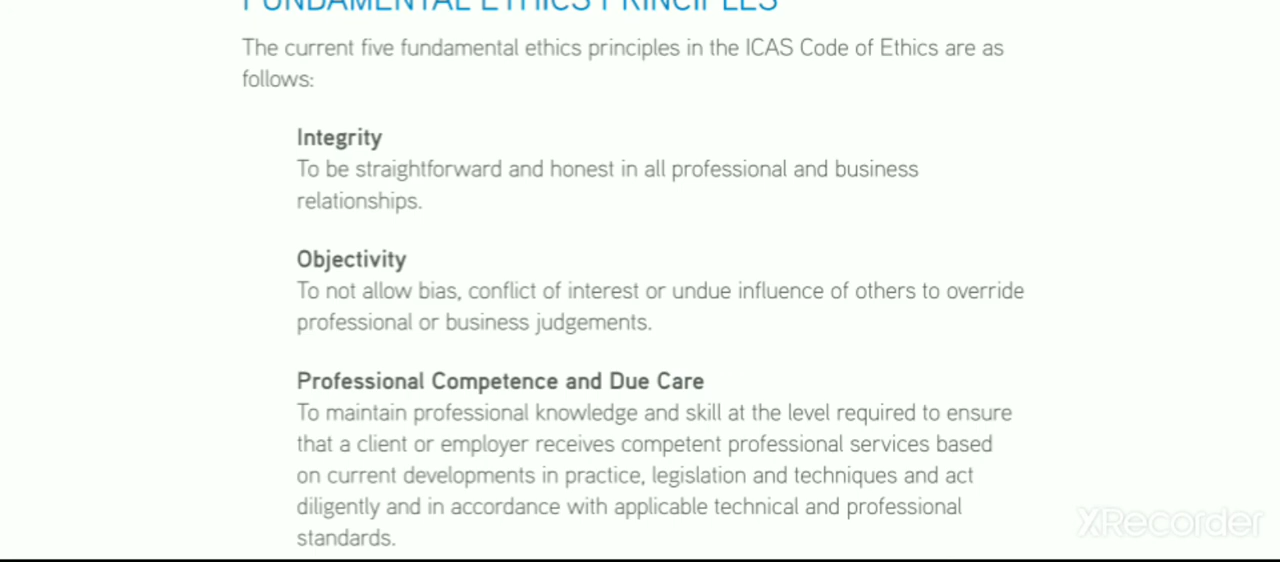 FUNDAMENTAL ETHICS PRINCIPLES
The current five fundamental ethics principles in the ICAS Code of Ethics are as
follows:
Integrity
To be straightforward and honest in all professional and business
relationships.
Objectivity
To not allow bias, conflict of interest or undue influence of others to override
professional or business judgements.
Professional Competence and Due Care
To maintain professional knowledge and skill at the level required to ensure
that a client or employer receives competent professional services based
on current developments in practice, legislation and techniques and act
diligently and in accordance with applicable technical and professional
standards.
XRecorder